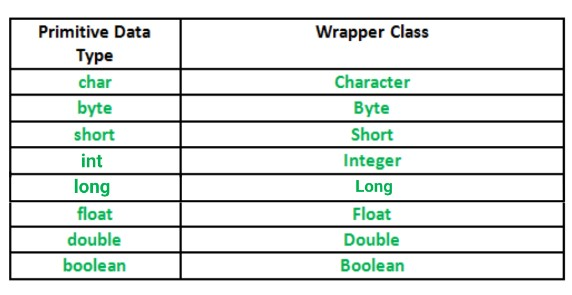 Primitive Data Wrapper Class
Type
char Character
byte Byte
short Short
int Integer
long Long
float Float
double Double
boolean Boolean